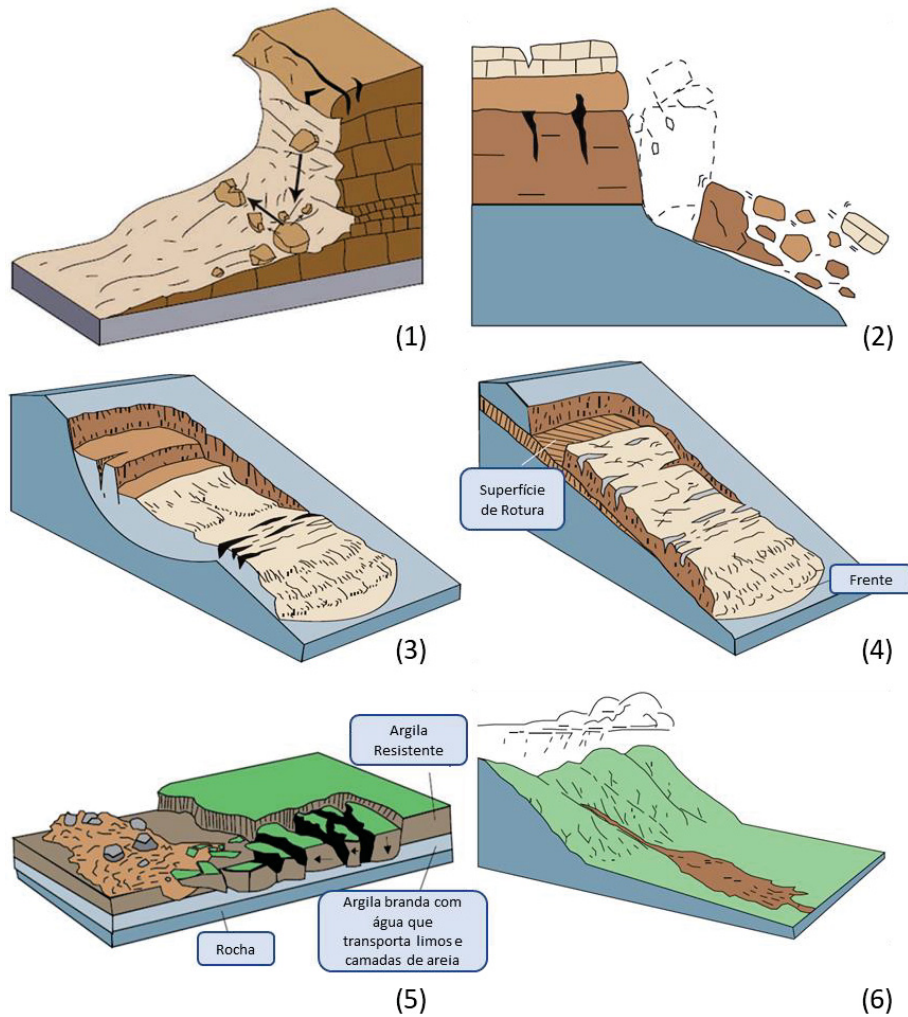 (1)
(2)
(3)
Superfície
de Rotura
Frente
(4)
Argila
Resistente
Argila branda com
água que
transporta limos e
camadas de areia
Rocha
(5)
(6)